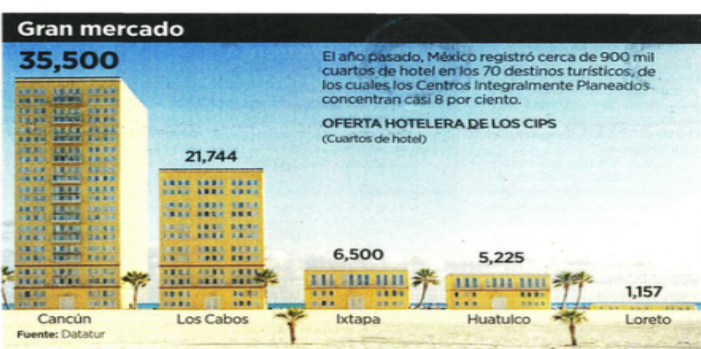 Gran mercado
35,500
El año pasado, México registró cerca de 900 mil
cuartos de hotel en los 70 destinos turísticos, de
los cuales los Centros Integralmente Planeados
concentran casi 8 por ciento.
OFERTA HOTELERA DE LOS CIPS
(Cuartos de hotel)
21,744
6,500
5,225
1,157
Cancún
Los Cabos
Ixtapa
Huatulco
Loreto
Fuente: Datatur